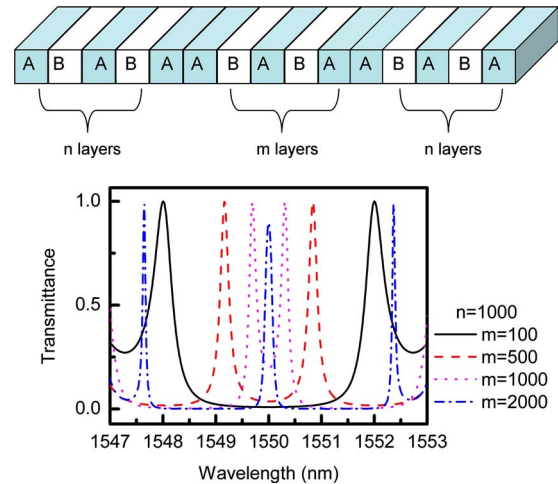 A B A B A A B A B A A B A B A
n layers m layers n layers
1.0
0.5
0.0
Transmittance
1547 1548 1549 1550 1551 1552 1553
Wavelength (nm)
n=1000
m=100
m=500
m=1000
m=2000